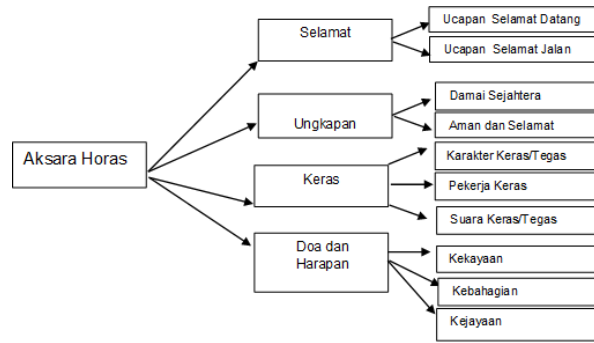 Aksara Horas
Selamat
Ucapan Selamat Datang
Ucapan Selamat Jalan
Ungkapan
Damai Sejahtera
Aman dan Selamat
Keras
Karakter Keras/Tegas
Pekerja Keras
Suara Keras/Tegas
Doa dan
Harapan
Kekayaan
Kebahagian
Kejayaan